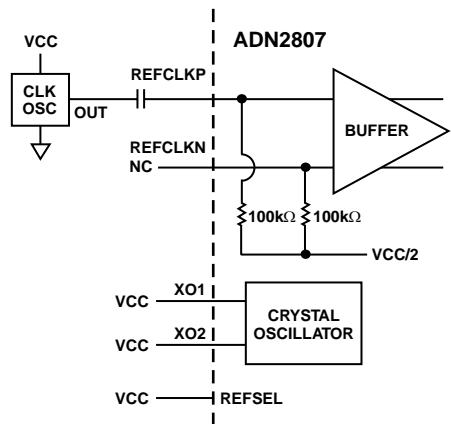 ADN2807
VCC
REFCLKP
CLK
OSC
OUT
BUFFER
REFCLKN
NC
100kΩ
100kΩ
VCC/2
VCC
XO1
CRYSTAL
OSCILLATOR
VCC
XO2
VCC
REFSEL